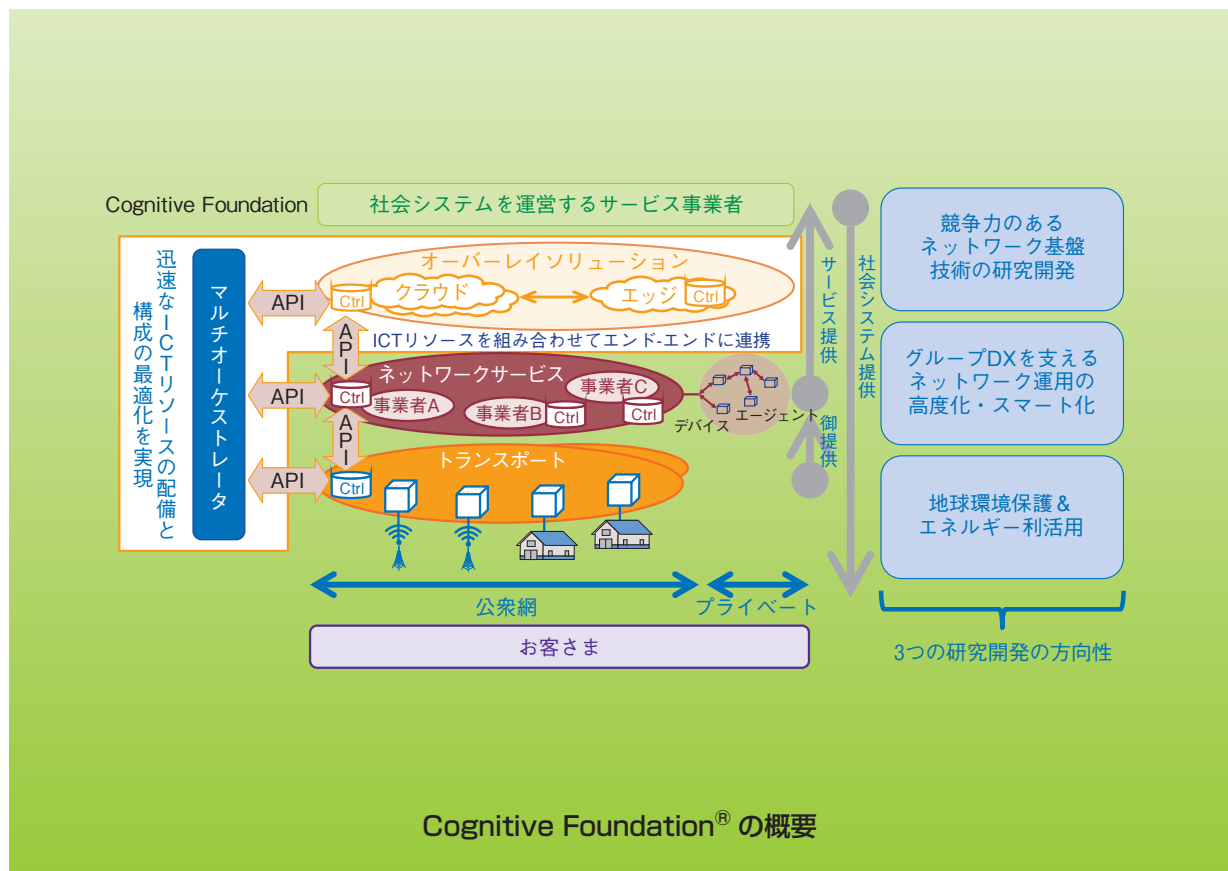 Cognitive Foundation
社会システムを運営するサービス事業者
迅速なICTリソースの配備と
構成の最適化を実現
マルチオーケストレータ
API
API
API
オーバーレイソリューション
Ctrl
クラウド
エッジ
Ctrl
API
ICTリソースを組み合わせてエンド-エンドに連携
ネットワークサービス
Ctrl
事業者A
事業者B
Ctrl
事業者C
Ctrl
デバイス
エージェント
API
トランスポート
Ctrl
公衆網
プライベート
お客さま
サービス提供
御提供
社会システム提供
競争力のある
ネットワーク基盤
技術の研究開発
グループDXを支える
ネットワーク運用の
高度化・スマート化
地球環境保護＆
エネルギー利活用
3つの研究開発の方向性
Cognitive Foundation® の概要